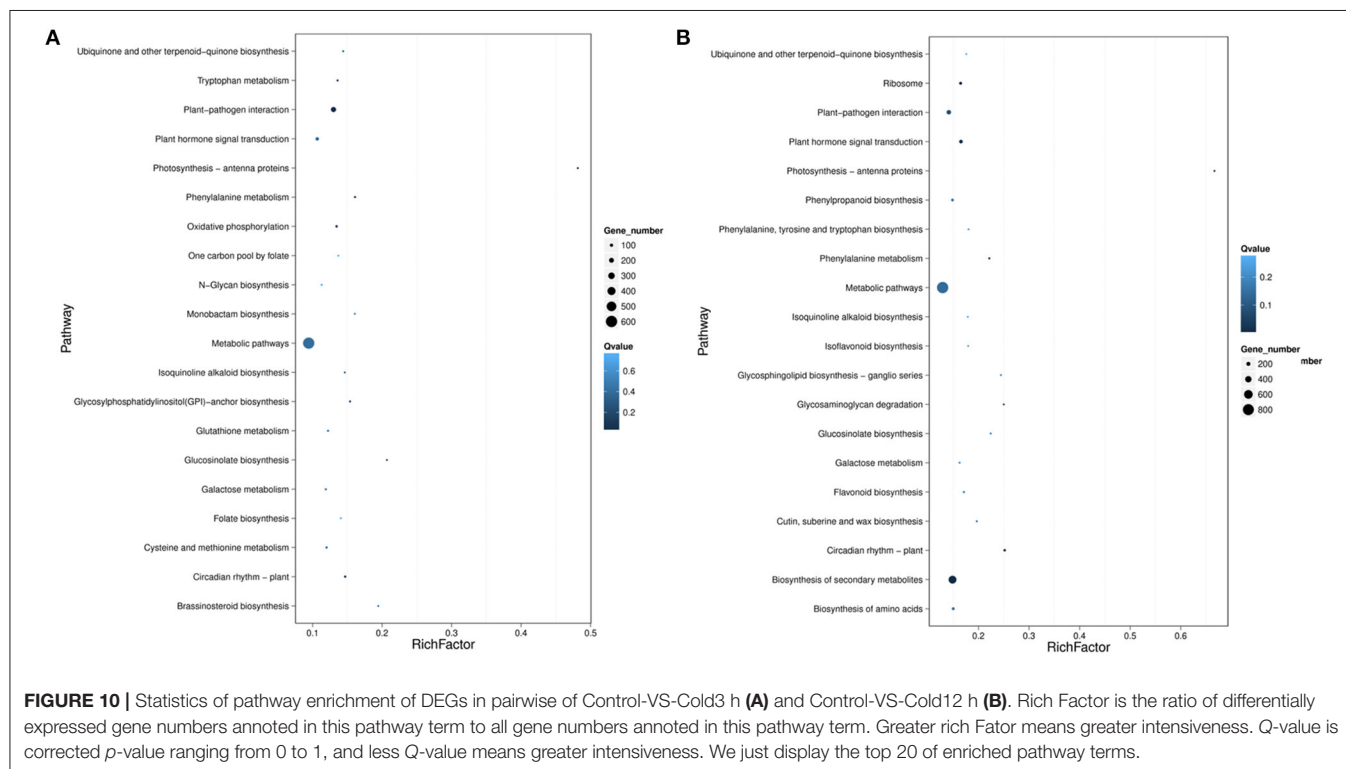 A
Ubiquinone and other terpenoid−quinone biosynthesis
Tryptophan metabolism
Plant−pathogen interaction
Plant hormone signal transduction
Photosynthesis − antenna proteins
Phenylalanine metabolism
Oxidative phosphorylation
One carbon pool by folate
N−Glycan biosynthesis
Monobactam biosynthesis
Metabolic pathways
Isoquinoline alkaloid biosynthesis
Glycosylphosphatidylinositol(GPI)−anchor biosynthesis
Glutathione metabolism
Glucosinolate biosynthesis
Galactose metabolism
Folate biosynthesis
Cysteine and methionine metabolism
Circadian rhythm − plant
Brassinosteroid biosynthesis
Pathway
0.1 0.2 0.3 0.4 0.5
RichFactor
Gene_number
100
200
300
400
500
600
Qvalue
0.6
0.4
0.2
B
Ubiquinone and other terpenoid−quinone biosynthesis
Ribosome
Plant−pathogen interaction
Plant hormone signal transduction
Photosynthesis − antenna proteins
Phenylpropanoid biosynthesis
Phenylalanine, tyrosine and tryptophan biosynthesis
Phenylalanine metabolism
Metabolic pathways
Isoquinoline alkaloid biosynthesis
Isoflavonoid biosynthesis
Glycosphingolipid biosynthesis − ganglio series
Glycosaminoglycan degradation
Glucosinolate biosynthesis
Galactose metabolism
Flavonoid biosynthesis
Cutin, suberine and wax biosynthesis
Circadian rhythm − plant
Biosynthesis of secondary metabolites
Biosynthesis of amino acids
Pathway
0.2 0.3 0.4 0.5 0.6
RichFactor
Qvalue
0.2
0.1
Gene_number
mber
200
400
600
800
FIGURE 10 | Statistics of pathway enrichment of DEGs in pairwise of Control-VS-Cold3 h (A) and Control-VS-Cold12 h (B). Rich Factor is the ratio of differentially
expressed gene numbers annoted in this pathway term to all gene numbers annoted in this pathway term. Greater rich Fator means greater intensiveness. Q-value is
corrected p-value ranging from 0 to 1, and less Q-value means greater intensiveness. We just display the top 20 of enriched pathway terms.